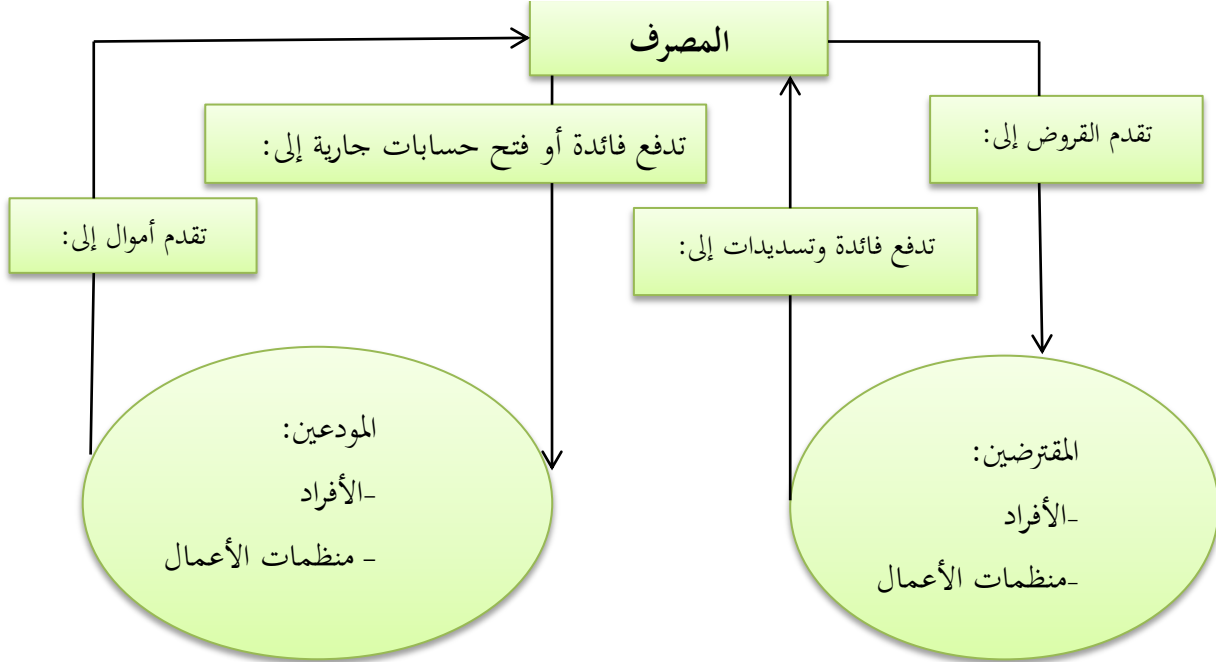 المصرف
تقدم القروض إلى:
تدفع فائدة أو فتح حسابات جارية إلى:
تدفع فائدة وتسديدات إلى:
تقدم أموال إلى:
المقترضين:
-الأفراد
-منظمات الأعمال
المودعين:
-الأفراد
- منظمات الأعمال